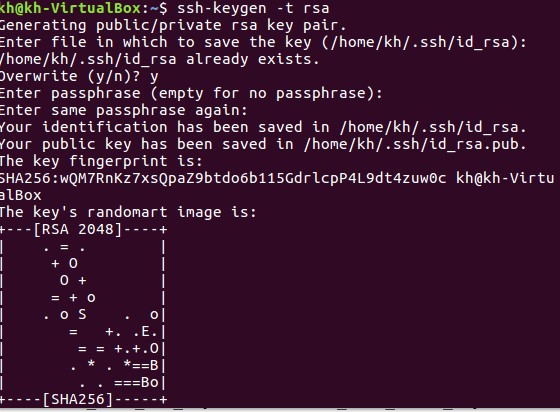 kh@kh-VirtualBox:~$ ssh-keygen -t rsa
Generating public/private rsa key pair.
Enter file in which to save the key (/home/kh/.ssh/id_rsa):
/home/kh/.ssh/id_rsa already exists.
Overwrite (y/n)? y
Enter passphrase (empty for no passphrase):
Enter same passphrase again:
Your identification has been saved in /home/kh/.ssh/id_rsa.
Your public key has been saved in /home/kh/.ssh/id_rsa.pub.
The key fingerprint is:
SHA256:wQM7RnKz7xsQpaZ9btdo6b115GdrlcpP4L9dt4zuw0c kh@kh-Virtu
alBox
The key's randomart image is:
+---[RSA 2048]----+
|    . = .        |
|     + O         |
|      O +        |
|     = + o       |
|    . o S    .  o|
|       =   +. .E.|
|        = = +.+.O|
|       . * . *==B|
|        . . ===Bo|
+----[SHA256]-----+